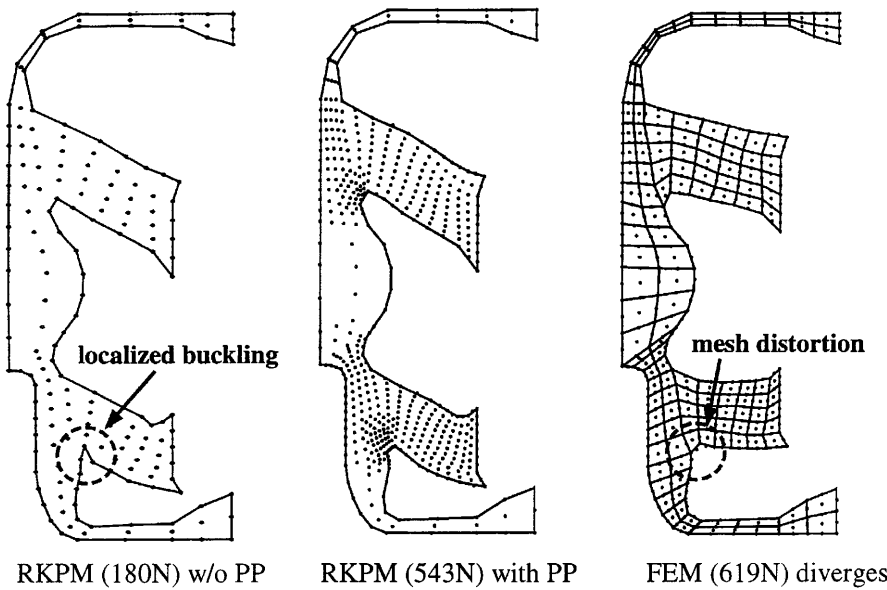 localized buckling
mesh distortion
RKPM (180N) w/o PP
RKPM (543N) with PP
FEM (619N) diverges